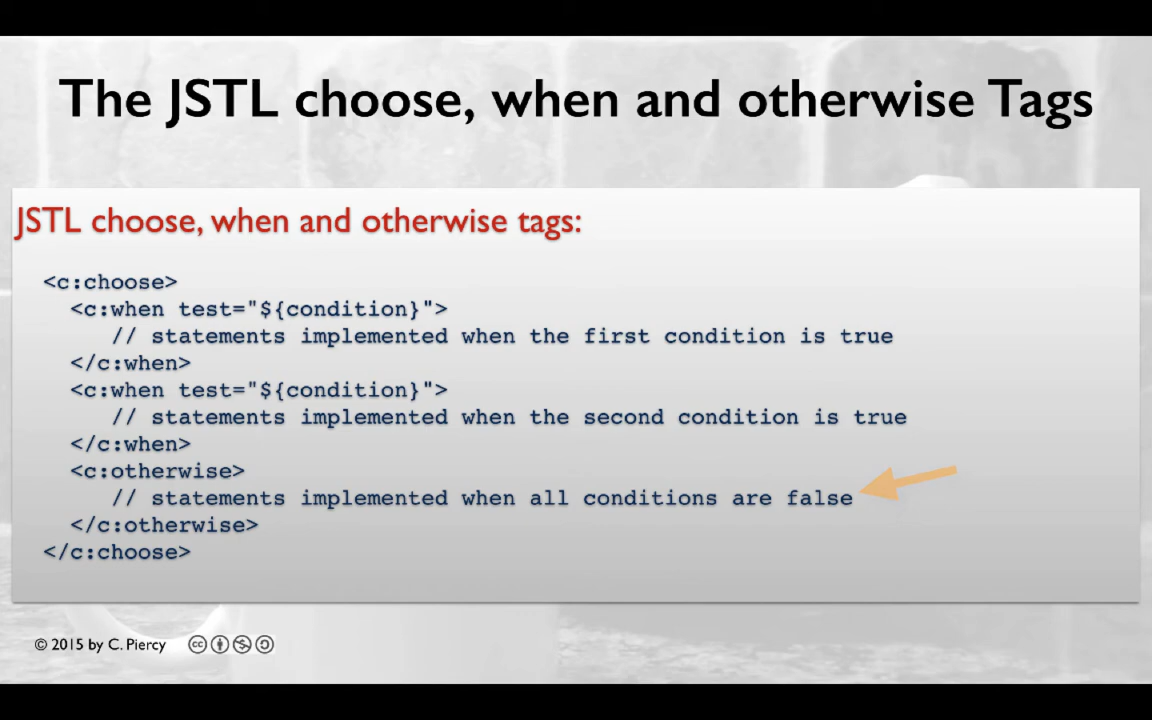 The JSTL choose, when and otherwise Tags
JSTL choose, when and otherwise tags:
<c:choose>
<c:when test="${condition}">
// statements implemented when the first condition is true
</c:when>
<c:when test="${condition}">
// statements implemented when the second condition is true
</c:when>
<c:otherwise>
// statements implemented when all conditions are false
</c:otherwise>
</c:choose>
© 2015 by C. Piercy cc